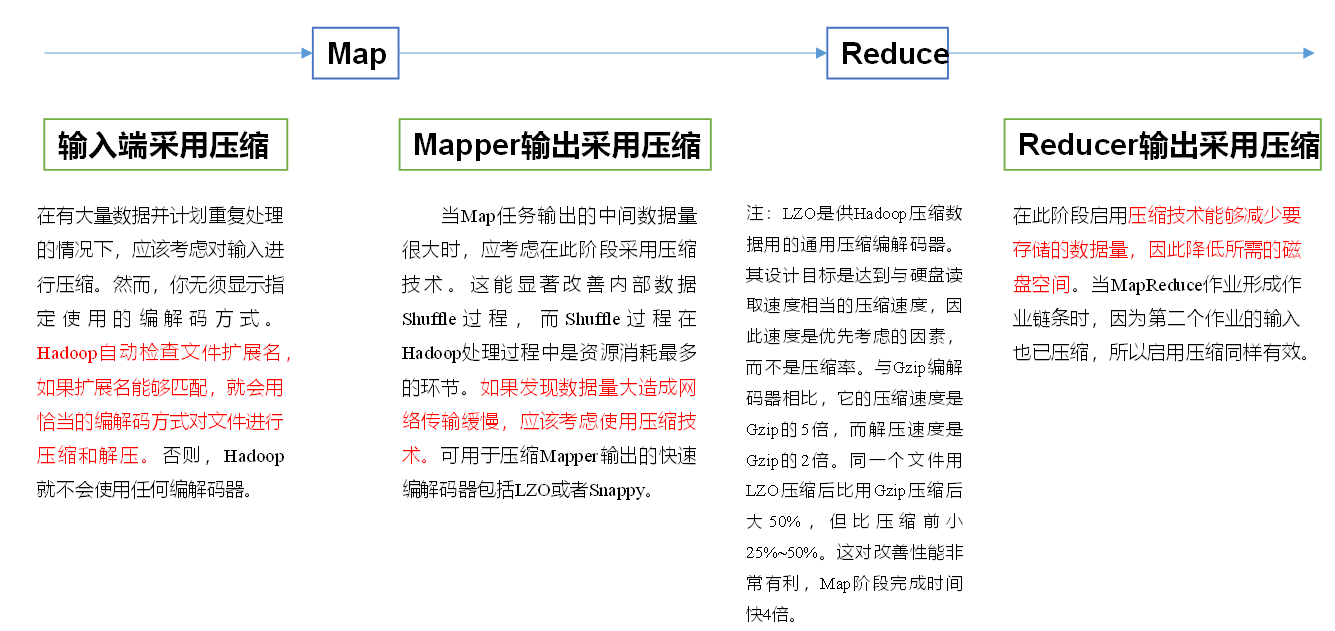 Map
Reduce
输入端采用压缩
在有大量数据并计划重复处理
的情况下，应该考虑对输入进
行压缩。然而，你无须显示指
定使用的编解码方式。
Hadoop自动检查文件扩展名，
如果扩展名能够匹配，就会用
恰当的编解码方式对文件进行
压缩和解压。否则，Hadoop
就不会使用任何编解码器。
Mapper输出采用压缩
当Map任务输出的中间数据量
很大时，应考虑在此阶段采用压缩
技术。这能显著改善内部数据
Shuffle过程，而Shuffle过程在
Hadoop处理过程中是资源消耗最多
的环节。如果发现数据量大造成网
络传输缓慢，应该考虑使用压缩技
术。可用于压缩Mapper输出的快速
编解码器包括LZO或者Snappy。
注：LZO是供Hadoop压缩数
据用的通用压缩编解码器。
其设计目标是达到与硬盘读
取速度相当的压缩速度，因
此速度是优先考虑的因素，
而不是压缩率。与Gzip编解
码器相比，它的压缩速度是
Gzip的5倍，而解压速度是
Gzip的2倍。同一个文件用
LZO压缩后比用Gzip压缩后
大50%，但比压缩前小
25%~50%。这对改善性能非
常有利，Map阶段完成时间
快4倍。
Reducer输出采用压缩
在此阶段启用压缩技术能够减少要
存储的数据量，因此降低所需的磁
盘空间。当MapReduce作业形成作
业链条时，因为第二个作业的输入
也已压缩，所以启用压缩同样有效。